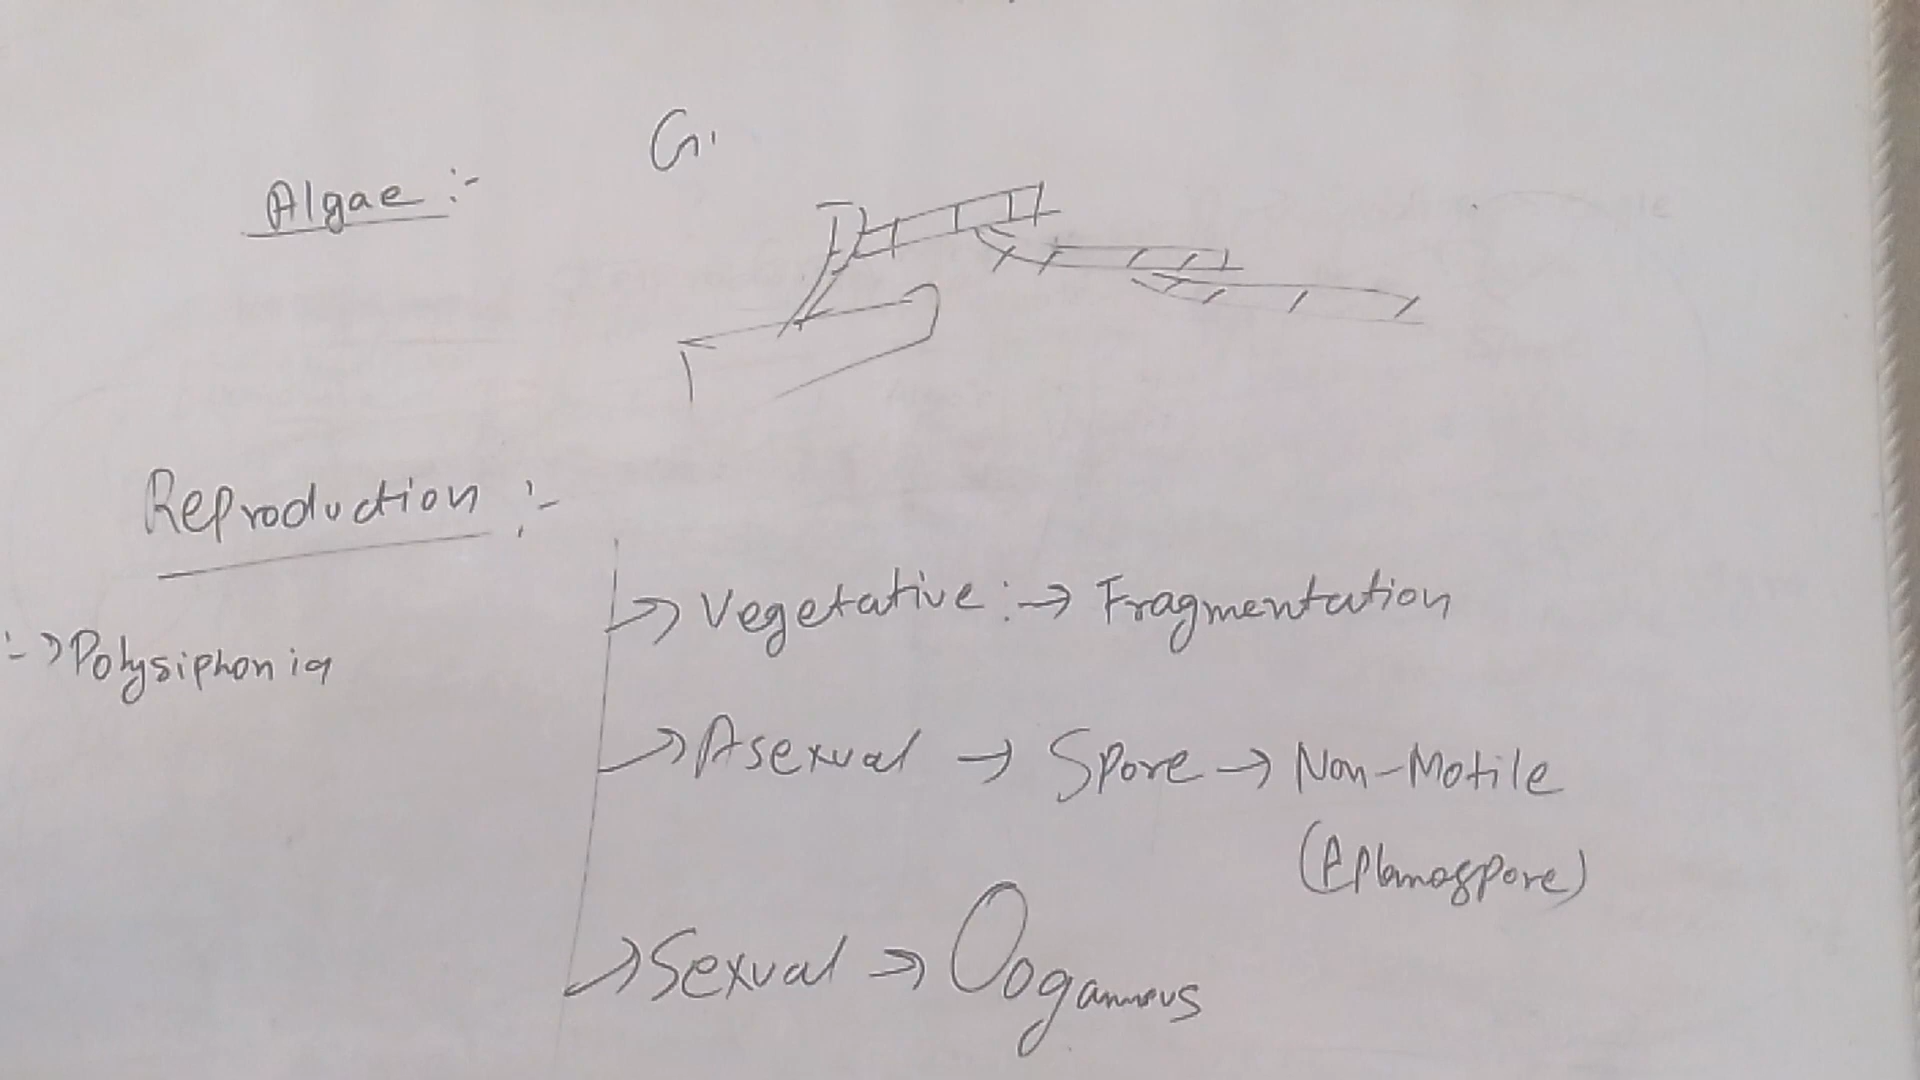 G.
Algae :-
Reproduction :-
→ Vegetative :→ Fragmentation
:→ Polysiphonia
→ Asexual → Spore → Non-Motile
(Aplanospore)
→ Sexual → Oogamous